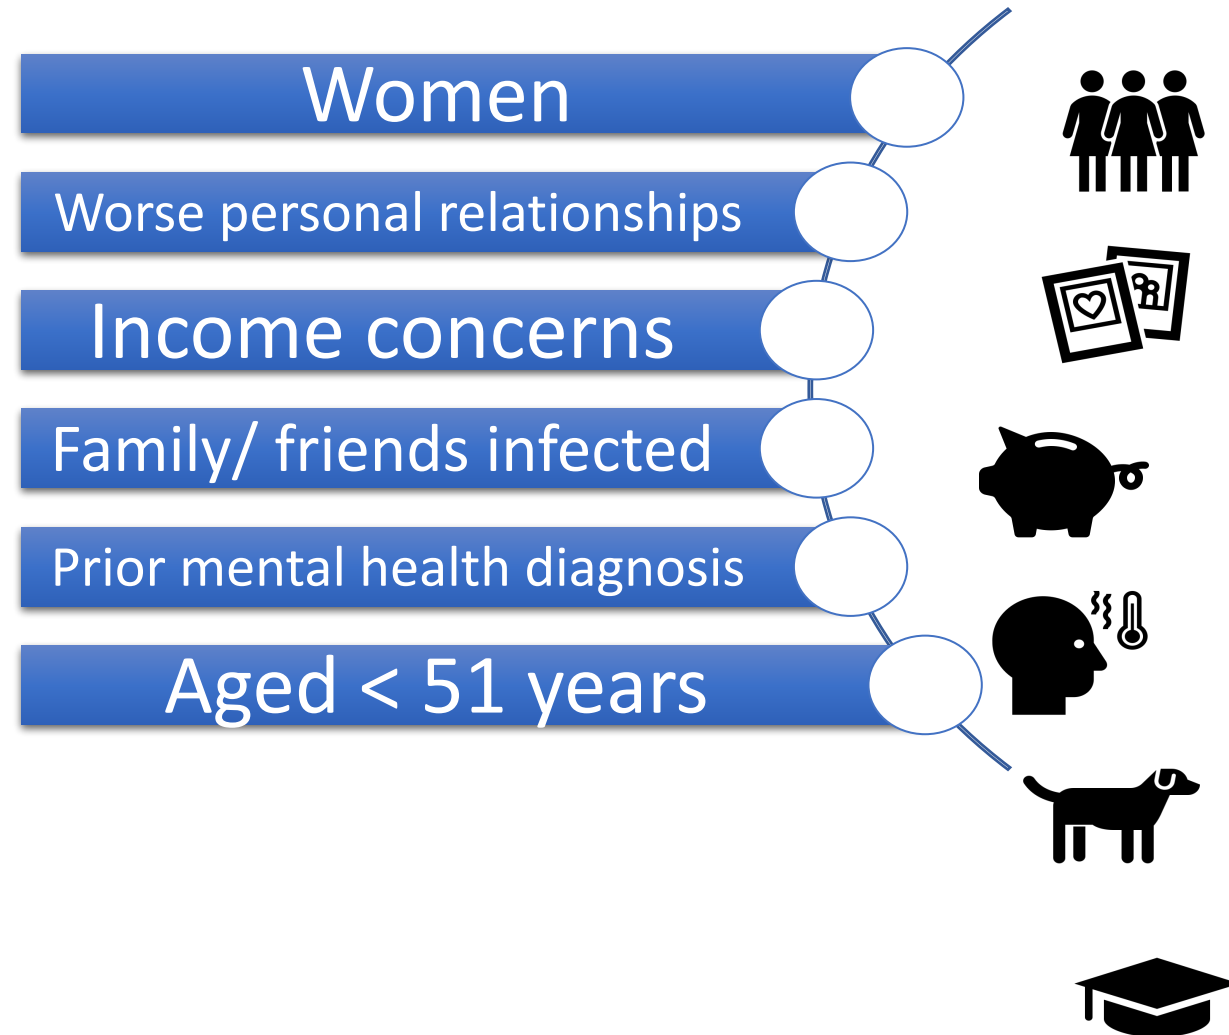 Women
Worse personal relationships
Income concerns
Family/ friends infected
Prior mental health diagnosis
Aged < 51 years